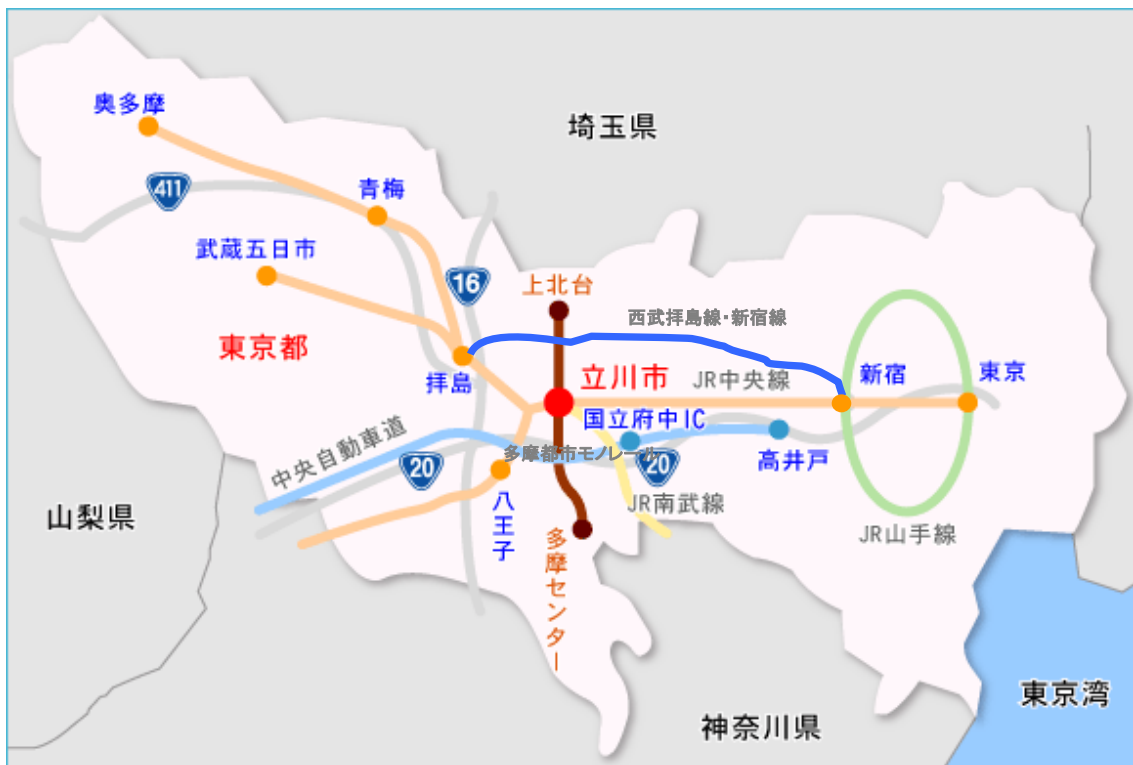 奥多摩
埼玉県
411
青梅
武蔵五日市
16
上北台
西武拝島線・新宿線
東京都
拝島
立川市
JR中央線
新宿
東京
国立府中IC
中央自動車道
20
多摩都市モノレール
20
高井戸
八王子
JR南武線
山梨県
JR山手線
多摩センター
東京湾
神奈川県